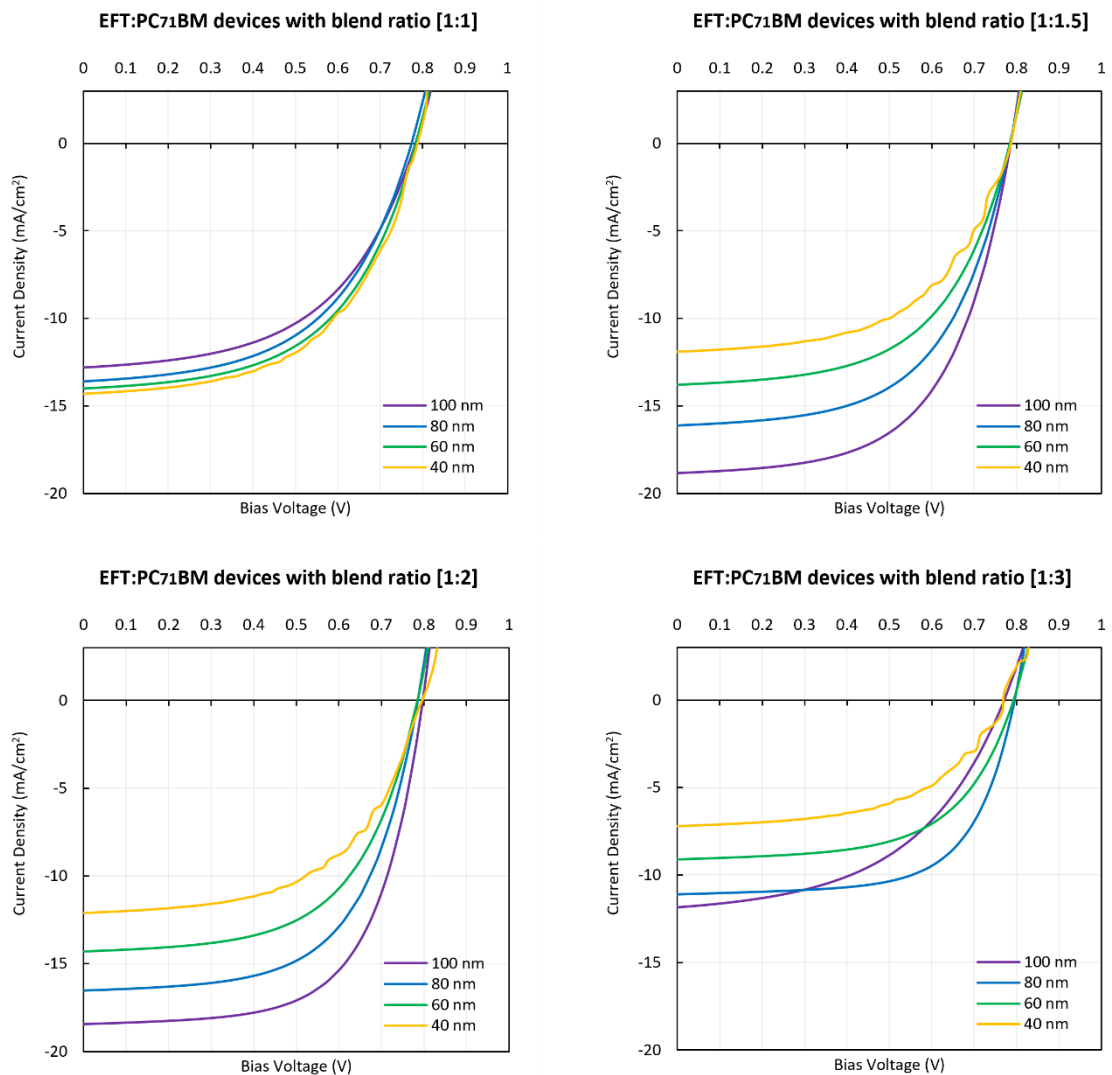 EFT:PC71BM devices with blend ratio [1:1]
0 0.1 0.2 0.3 0.4 0.5 0.6 0.7 0.8 0.9 1
0
-5
-10
-15
-20
Current Density (mA/cm²)
100 nm
80 nm
60 nm
40 nm
Bias Voltage (V)
EFT:PC71BM devices with blend ratio [1:1.5]
0 0.1 0.2 0.3 0.4 0.5 0.6 0.7 0.8 0.9 1
0
-5
-10
-15
-20
Current Density (mA/cm²)
100 nm
80 nm
60 nm
40 nm
Bias Voltage (V)
EFT:PC71BM devices with blend ratio [1:2]
0 0.1 0.2 0.3 0.4 0.5 0.6 0.7 0.8 0.9 1
0
-5
-10
-15
-20
Current Density (mA/cm²)
100 nm
80 nm
60 nm
40 nm
Bias Voltage (V)
EFT:PC71BM devices with blend ratio [1:3]
0 0.1 0.2 0.3 0.4 0.5 0.6 0.7 0.8 0.9 1
0
-5
-10
-15
-20
Current Density (mA/cm²)
100 nm
80 nm
60 nm
40 nm
Bias Voltage (V)